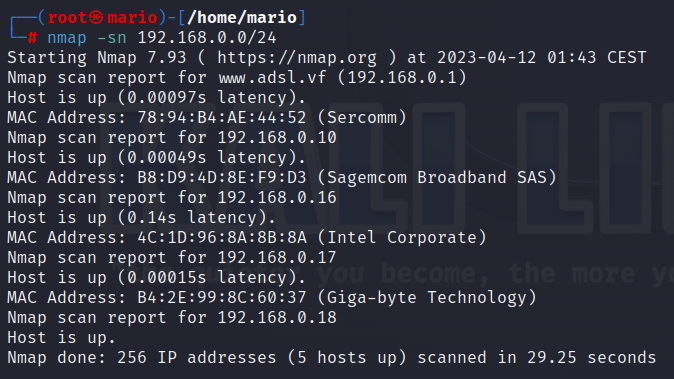 ┌──(root㉿mario)-[/home/mario]
└─# nmap -sn 192.168.0.0/24
Starting Nmap 7.93 ( https://nmap.org ) at 2023-04-12 01:43 CEST
Nmap scan report for www.adsl.vf (192.168.0.1)
Host is up (0.00097s latency).
MAC Address: 78:94:B4:AE:44:52 (Sercomm)
Nmap scan report for 192.168.0.10
Host is up (0.00049s latency).
MAC Address: B8:D9:4D:8E:F9:D3 (Sagemcom Broadband SAS)
Nmap scan report for 192.168.0.16
Host is up (0.14s latency).
MAC Address: 4C:1D:96:8A:8B:8A (Intel Corporate)
Nmap scan report for 192.168.0.17
Host is up (0.00015s latency).
MAC Address: B4:2E:99:8C:60:37 (Giga-byte Technology)
Nmap scan report for 192.168.0.18
Host is up.
Nmap done: 256 IP addresses (5 hosts up) scanned in 29.25 seconds
you become, the more